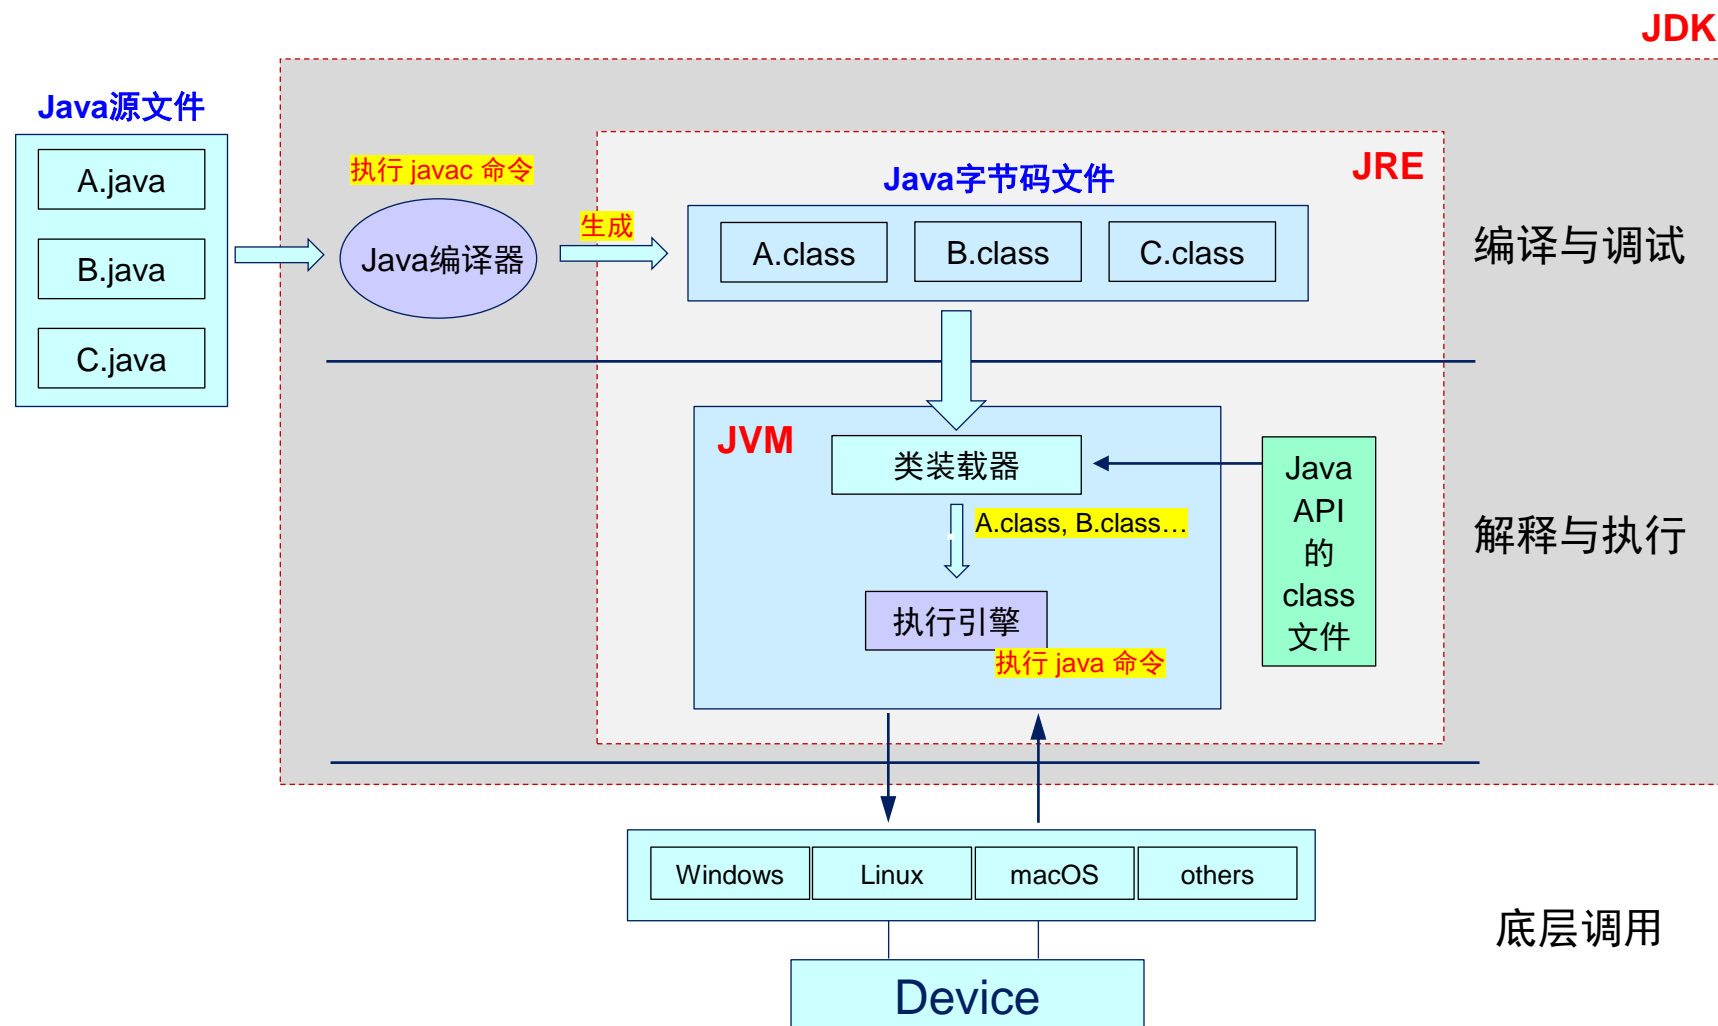 JDK
Java源文件
A.java
B.java
C.java
执行 javac 命令
Java编译器
生成
JRE
Java字节码文件
A.class
B.class
C.class
编译与调试
JVM
类装载器
A.class, B.class…
执行引擎
执行 java 命令
Java
API
的
class
文件
解释与执行
Windows
Linux
macOS
others
底层调用
Device